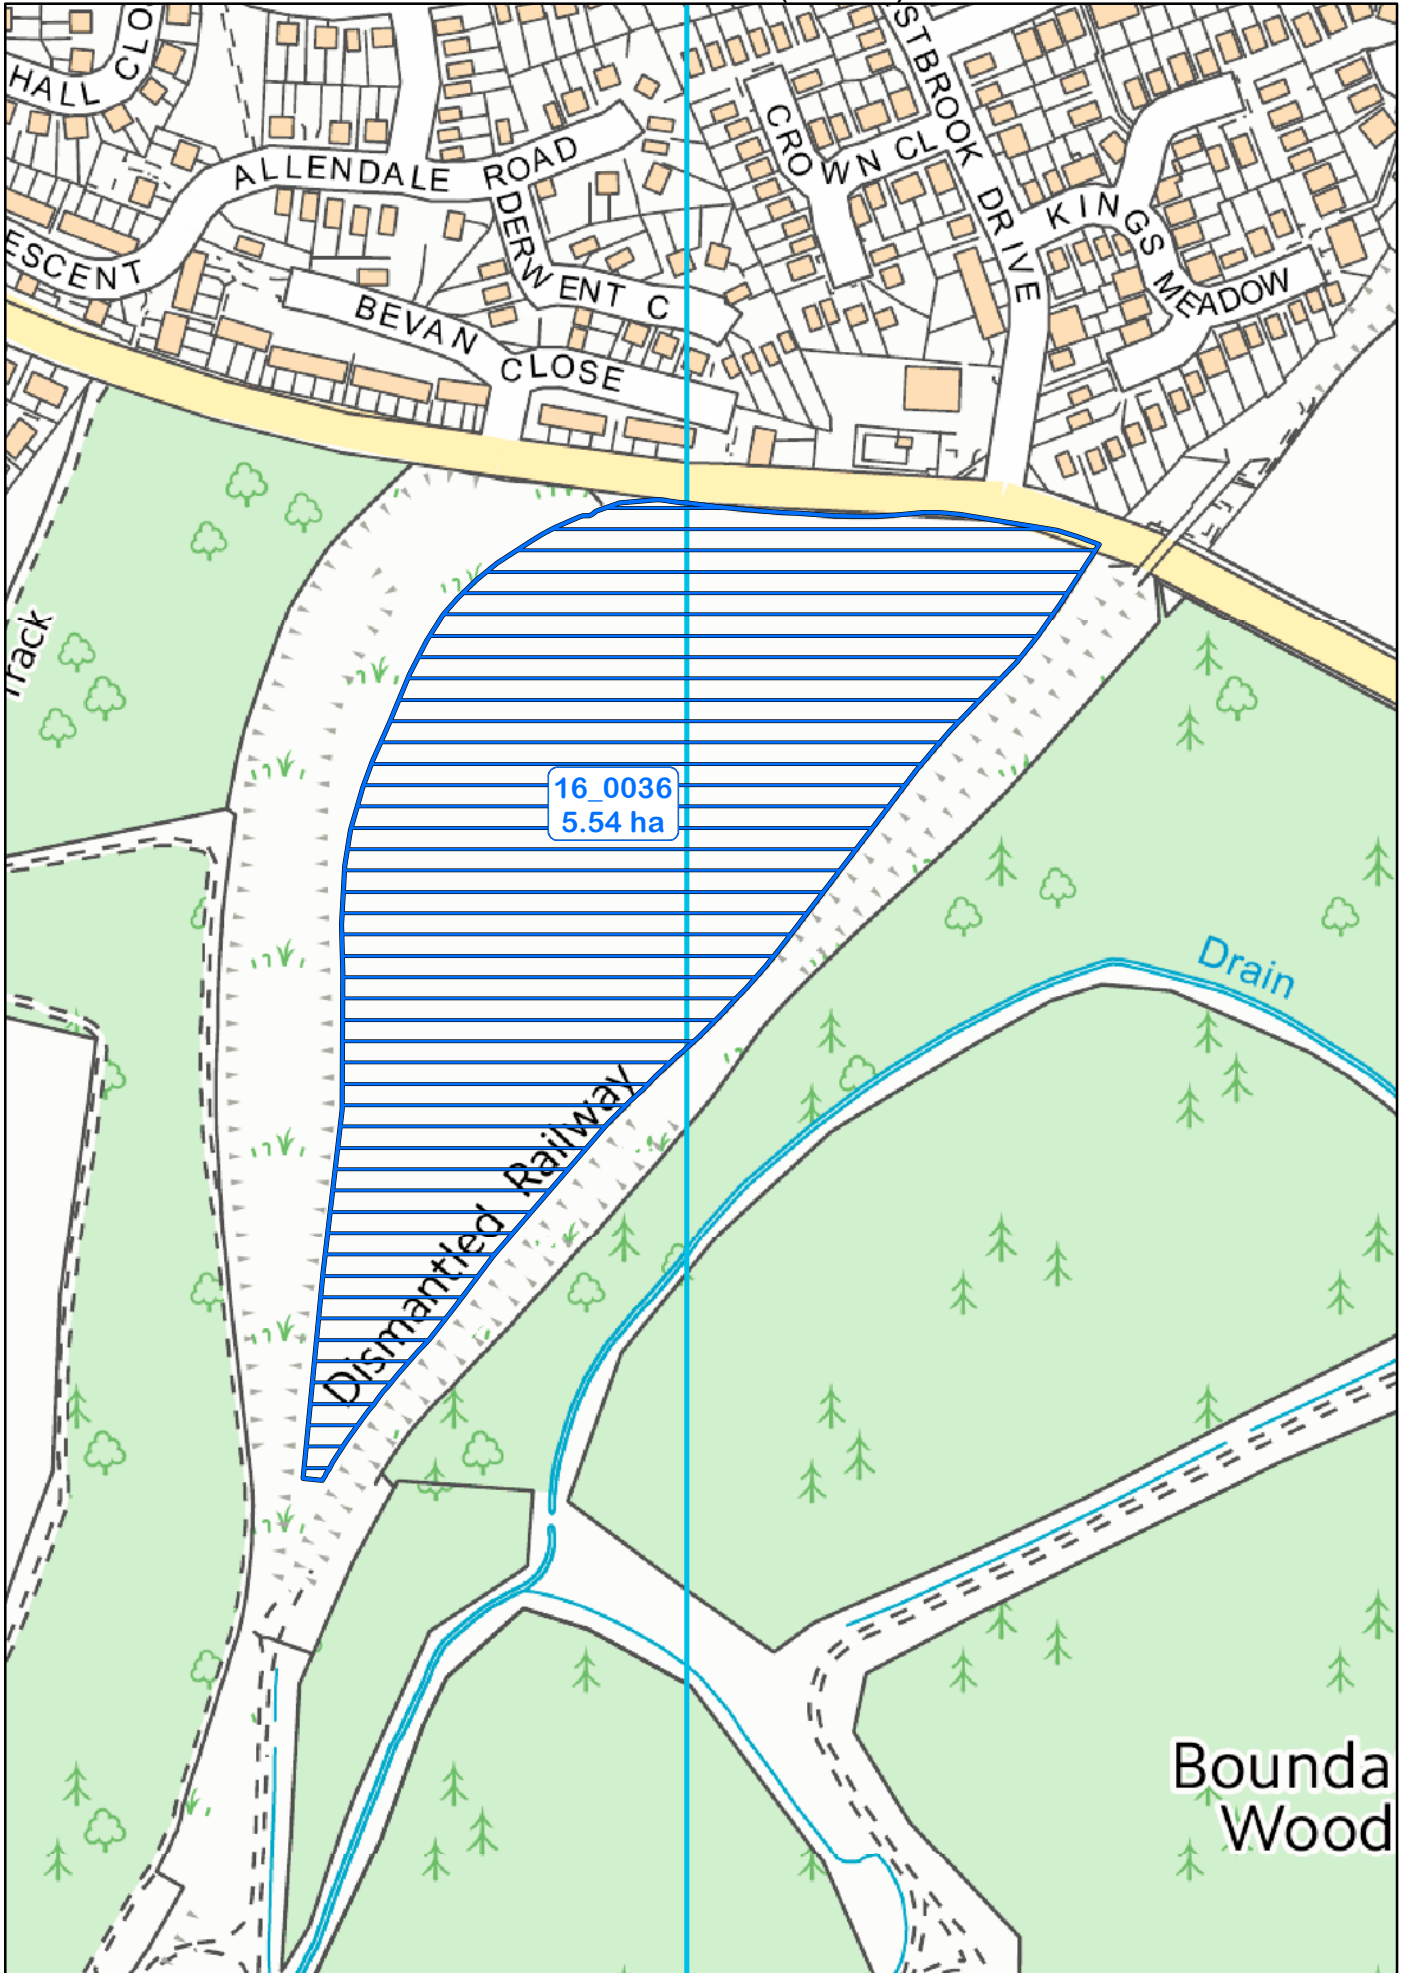 HALL
CLO
ALLENDALE ROAD
ESCENT
DERWENT C
BEVAN CLOSE
CROWN CL
STBROOK DRIVE
KINGS MEADOW
Track
16_0036
5.54 ha
Drain
Dismantled Railway
Bounda
Wood